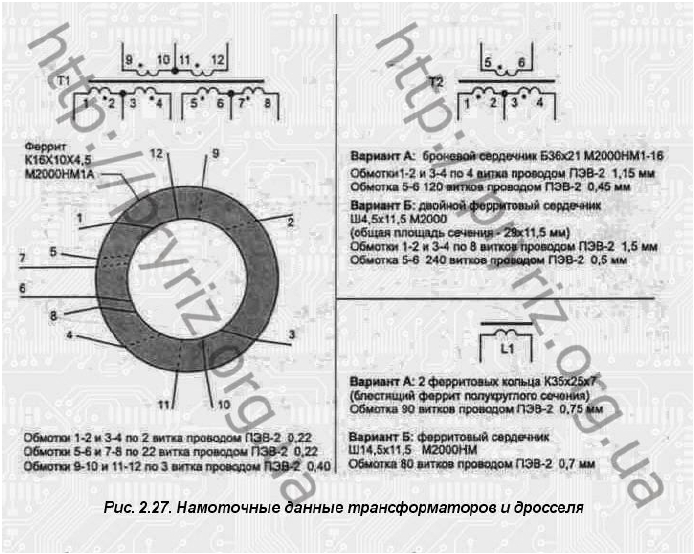 9 10 11 12
T1
1 2 3 4 5 6 7 8
Феррит
К16Х10Х4,5
М2000НМ1А
12
9
1
2
5
7
6
8
4
3
11
10
Обмотки 1-2 и 3-4 по 2 витка проводом ПЭВ-2 0,22
Обмотки 5-6 и 7-8 по 22 витка проводом ПЭВ-2 0,22
Обмотки 9-10 и 11-12 по 3 витка проводом ПЭВ-2 0,40
5 6
T2
1 2 3 4
Вариант А: броневой сердечник Б36х21 М2000НМ1-16
Обмотки1-2 и 3-4 по 4 витка проводом ПЭВ-2 1,15 мм
Обмотка 5-6 120 витков проводом ПЭВ-2 0,45 мм
Вариант Б: двойной ферритовый сердечник
Ш4,5х11,5 М2000
(общая площадь сечения - 29х11,5 мм)
Обмотки 1-2 и 3-4 по 8 витков проводом ПЭВ-2 1,5 мм
Обмотка 5-6 240 витков проводом ПЭВ-2 0,5 мм
L1
Вариант А: 2 ферритовых кольца К35х25х7
(блестящий феррит полукруглого сечения)
Обмотка 90 витков проводом ПЭВ-2 0,75 мм
Вариант Б: ферритовый сердечник
Ш14,5х11,5 М2000НМ
Обмотка 80 витков проводом ПЭВ-2 0,7 мм
Рис. 2.27. Намоточные данные трансформаторов и дросселя
http://pryriz.org.ua
http://pryriz.org.ua